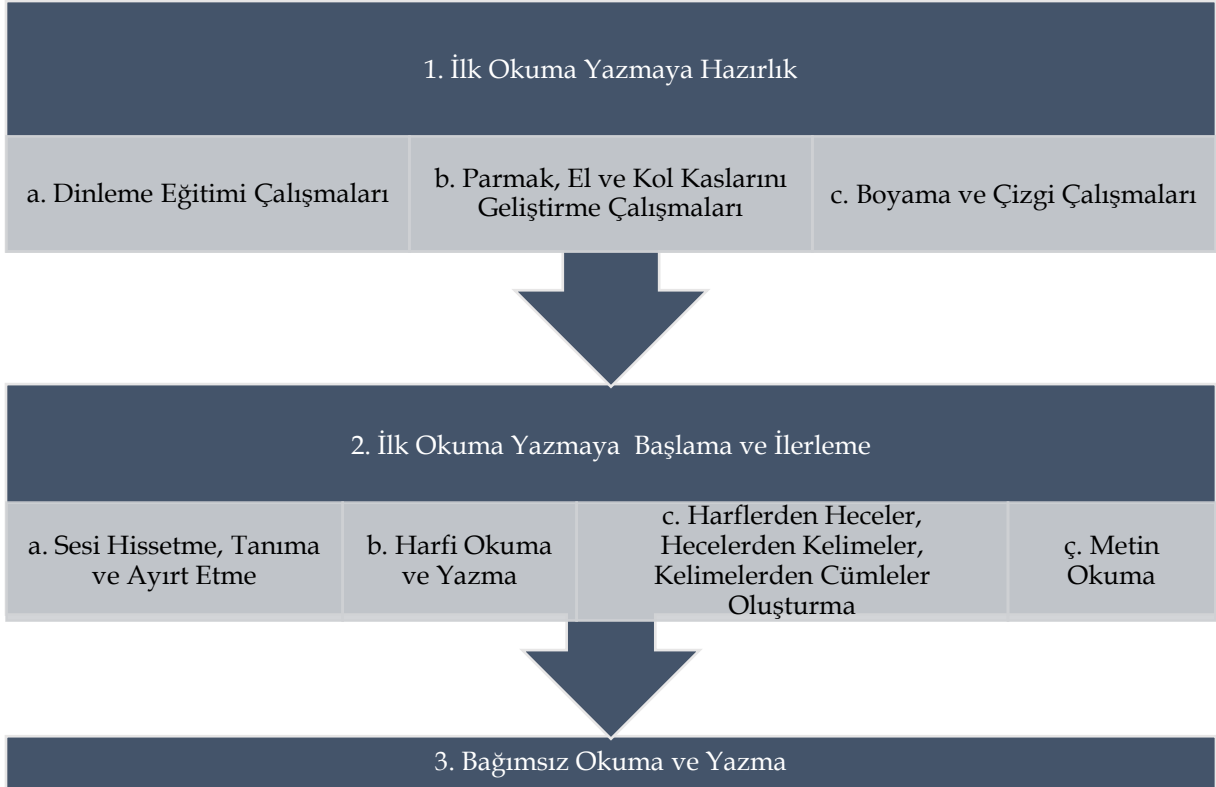 1. İlk Okuma Yazmaya Hazırlık
a. Dinleme Eğitimi Çalışmaları
b. Parmak, El ve Kol Kaslarını
Geliştirme Çalışmaları
c. Boyama ve Çizgi Çalışmaları
2. İlk Okuma Yazmaya Başlama ve İlerleme
a. Sesi Hissetme, Tanıma
ve Ayırt Etme
b. Harfi Okuma
ve Yazma
c. Harflerden Heceler,
Hecelerden Kelimeler,
Kelimelerden Cümleler
Oluşturma
ç. Metin
Okuma
3. Bağımsız Okuma ve Yazma